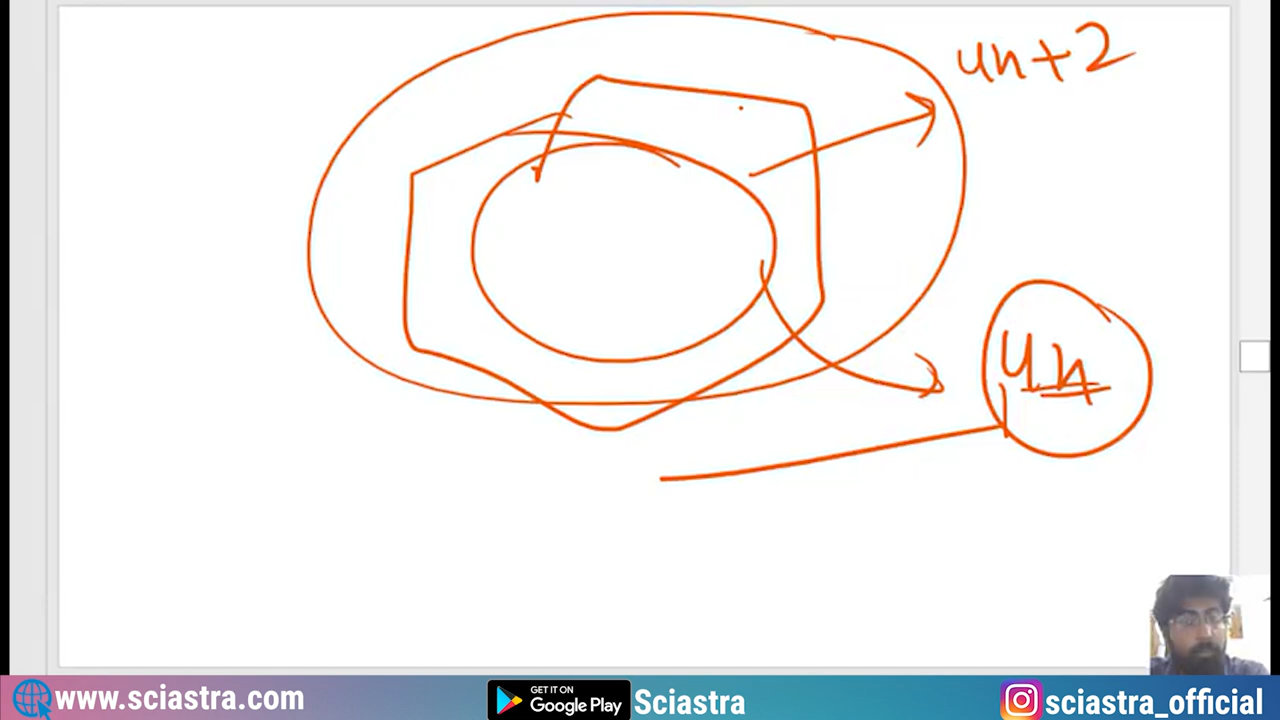 4n+2
4n
www.sciastra.com
GET IT ON
Google Play
Sciastra
sciastra_official